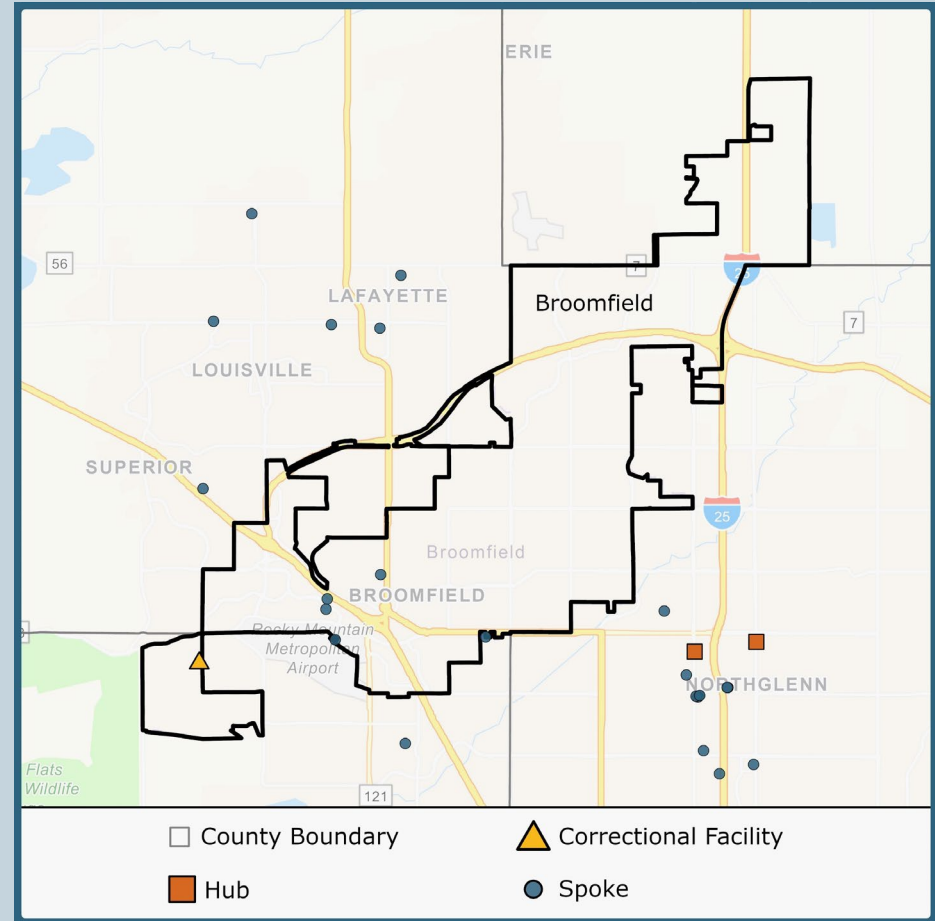 ERIE
56
7
25
LAFAYETTE
Broomfield
7
LOUISVILLE
SUPERIOR
25
Broomfield
BROOMFIELD
Rocky Mountain
Metropolitan
Airport
NORTHGLENN
Flats
Wildlife
121
County Boundary
Correctional Facility
Hub
Spoke